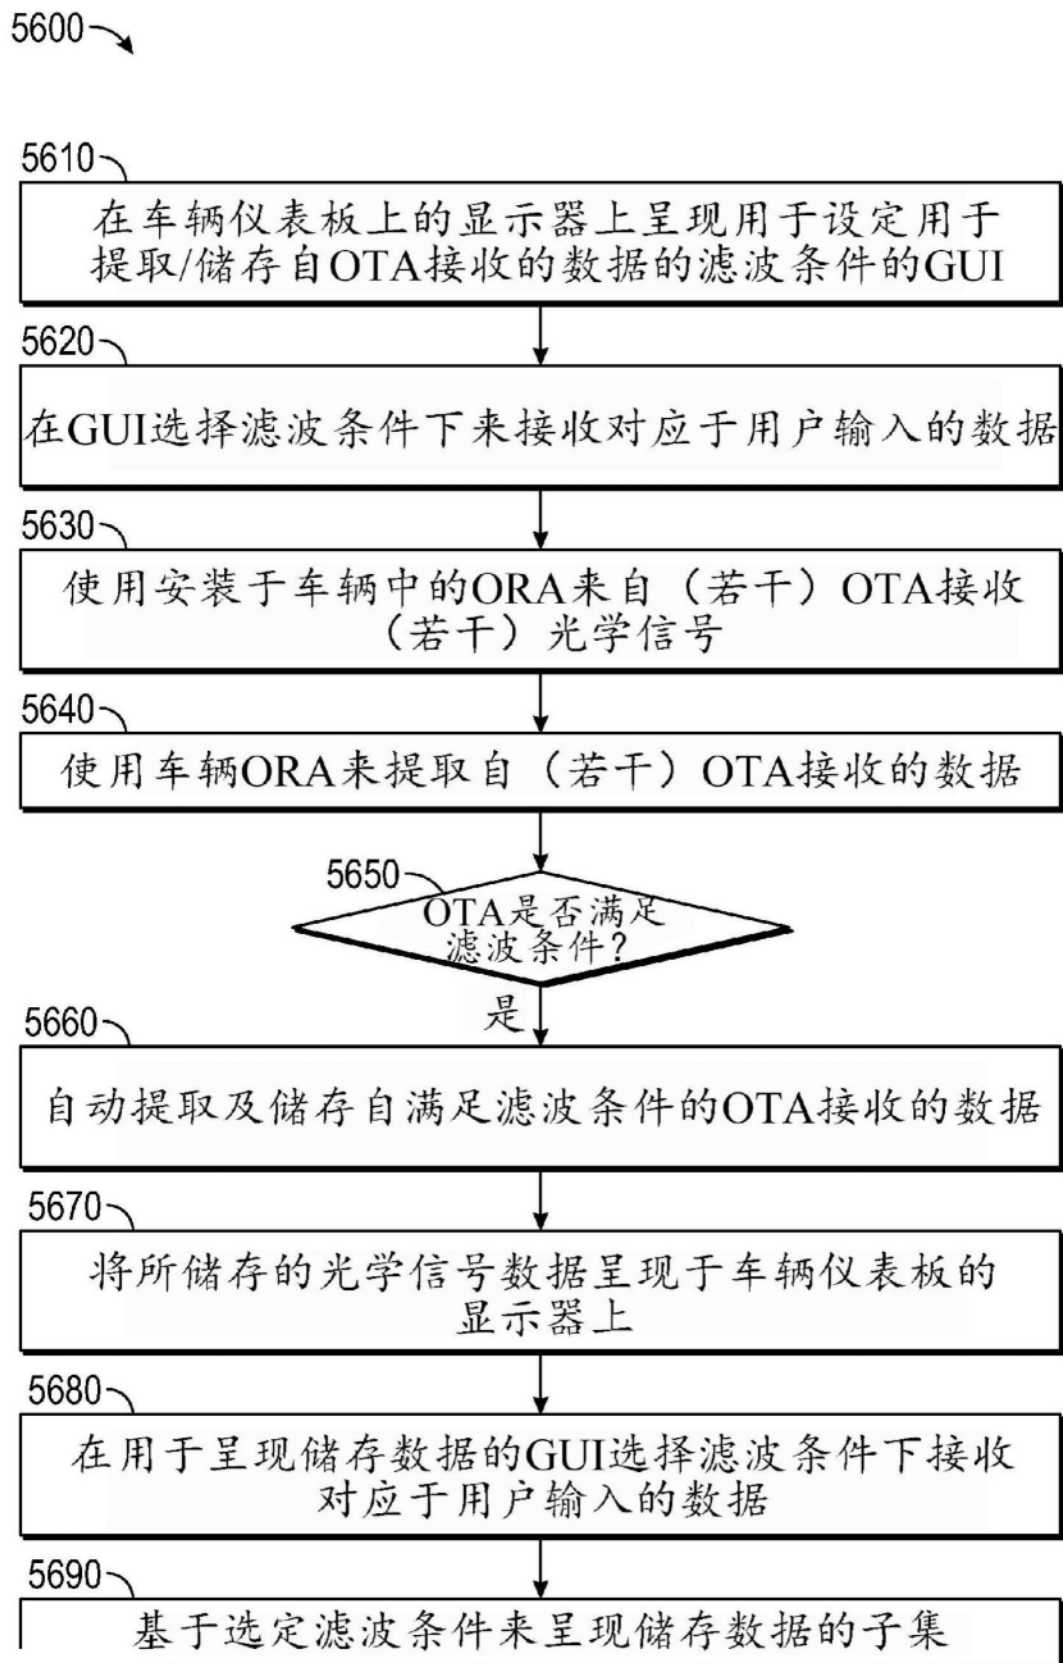 5600
5610
在车辆仪表板上的显示器上呈现用于设定用于
提取/储存自OTA接收的数据的滤波条件的GUI
5620
在GUI选择滤波条件下来接收对应于用户输入的数据
5630
使用安装于车辆中的ORA来自（若干）OTA接收
（若干）光学信号
5640
使用车辆ORA来提取自（若干）OTA接收的数据
5650
OTA是否满足
滤波条件?
是
5660
自动提取及储存自满足滤波条件的OTA接收的数据
5670
将所储存的光学信号数据呈现于车辆仪表板的
显示器上
5680
在用于呈现储存数据的GUI选择滤波条件下接收
对应于用户输入的数据
5690
基于选定滤波条件来呈现储存数据的子集